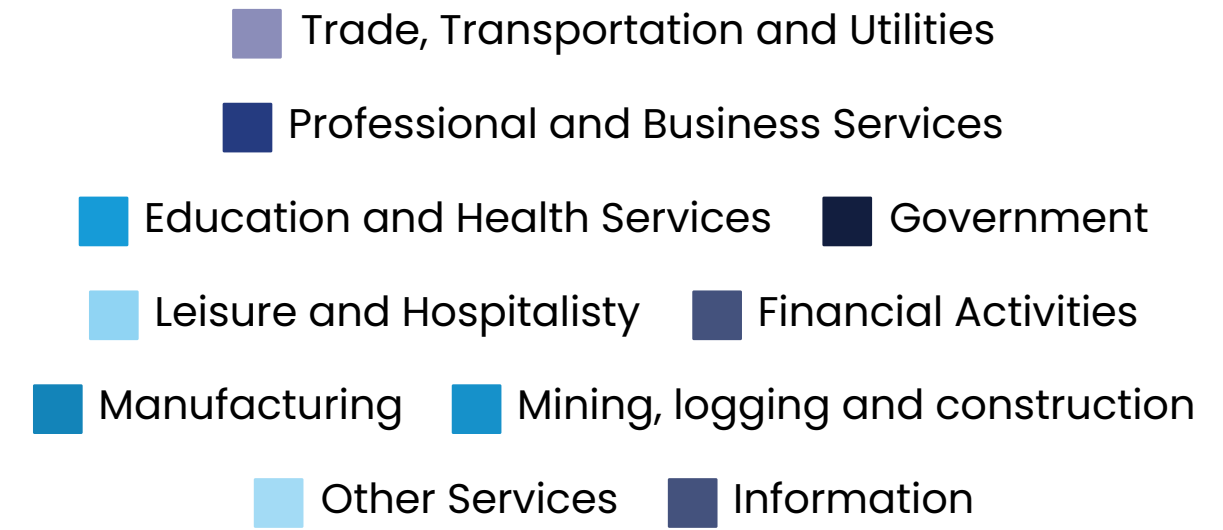 Trade, Transportation and Utilities
Professional and Business Services
Education and Health Services Government
Leisure and Hospitalisty Financial Activities
Manufacturing Mining, logging and construction
Other Services Information